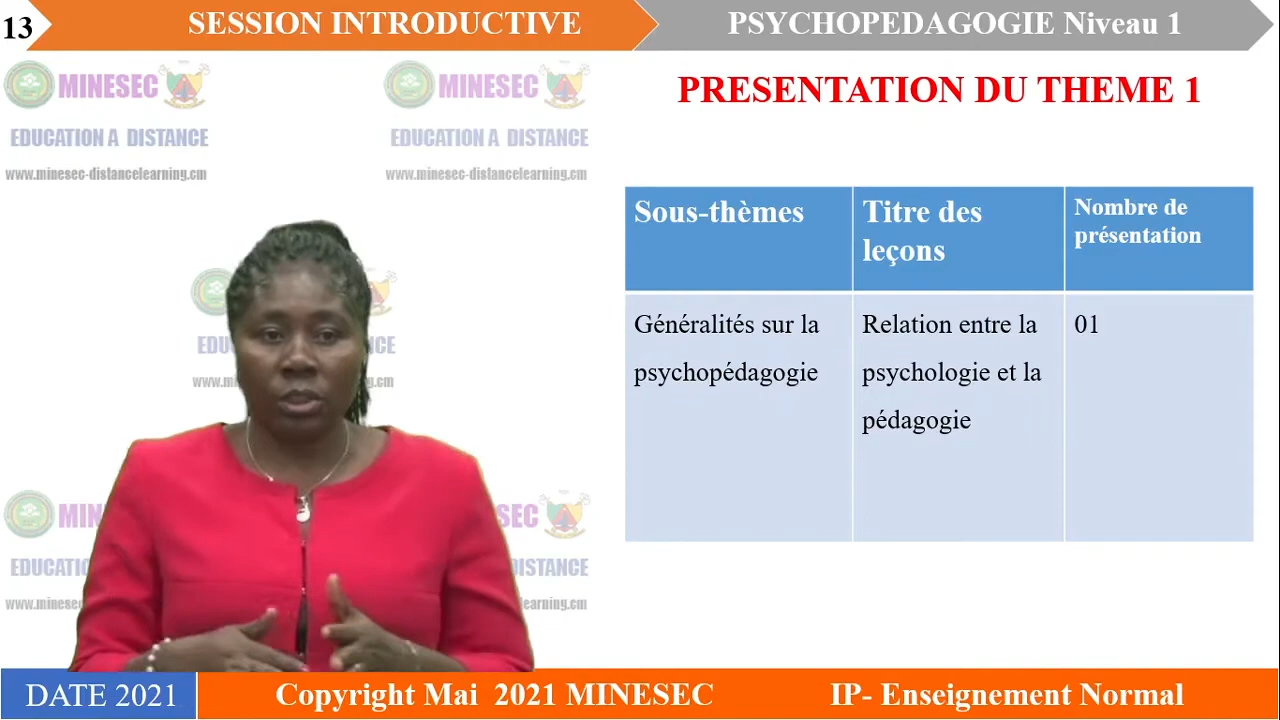 13
SESSION INTRODUCTIVE
PSYCHOPEDAGOGIE Niveau 1
MINESEC
EDUCATION A DISTANCE
www.minesec-distancelearning.cm
MINESEC
EDUCATION A DISTANCE
www.minesec-distancelearning.cm
PRESENTATION DU THEME 1
Sous-thèmes
Titre des
leçons
Nombre de
présentation
Généralités sur la
psychopédagogie
Relation entre la
psychologie et la
pédagogie
01
DATE 2021
Copyright Mai 2021 MINESEC
IP- Enseignement Normal